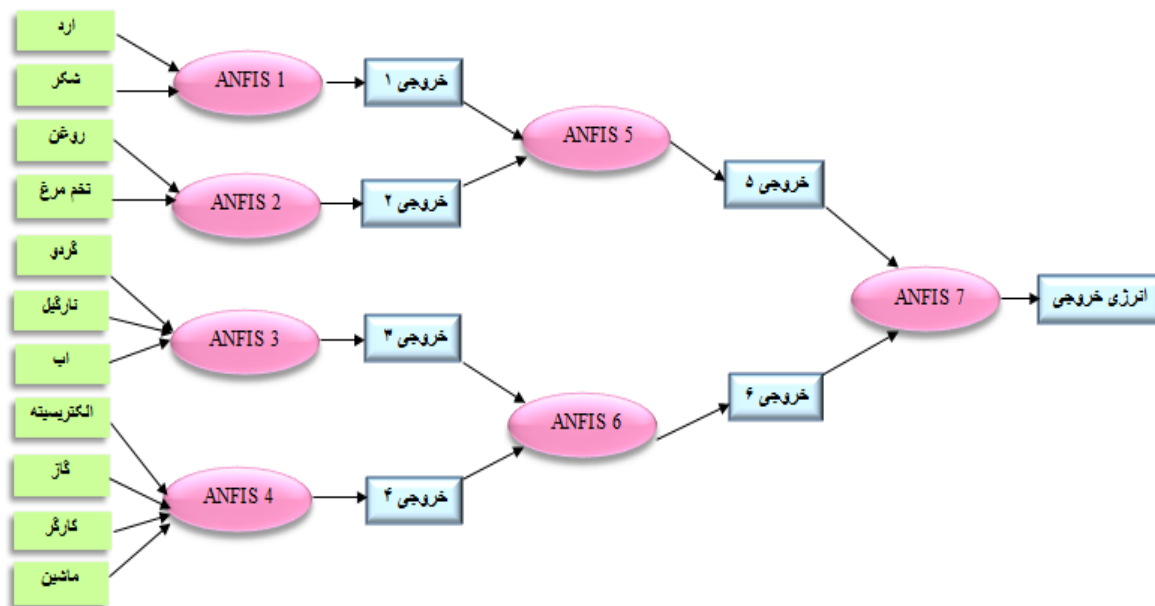 ارد
شکر
روغن
تخم مرغ
گردو
نارگیل
اب
الکتریسیته
گاز
کارگر
ماشین
ANFIS 1
ANFIS 2
ANFIS 3
ANFIS 4
خروجی ۱
خروجی ۲
خروجی ۳
خروجی ۴
ANFIS 5
ANFIS 6
خروجی ۵
خروجی ۶
ANFIS 7
انرژی خروجی